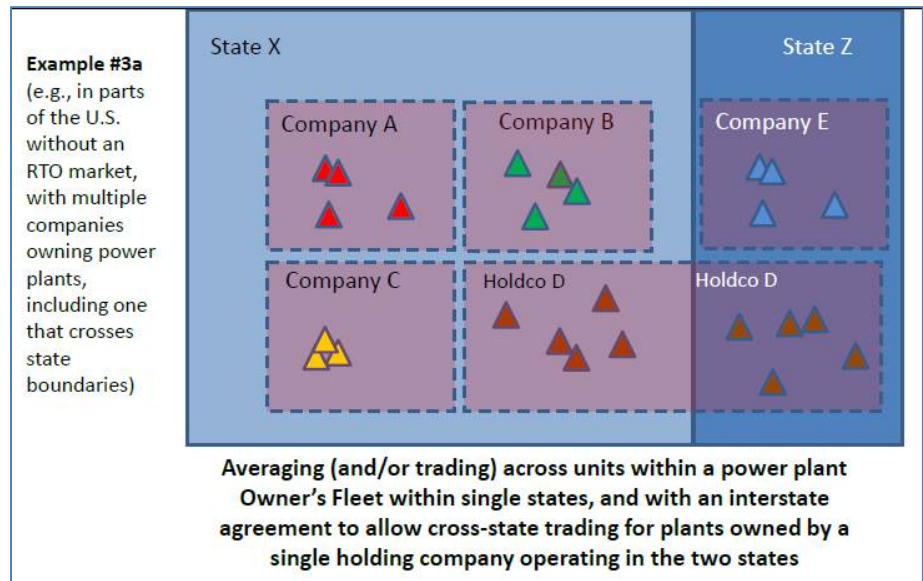 Example #3a
(e.g., in parts
of the U.S.
without an
RTO market,
with multiple
companies
owning power
plants,
including one
that crosses
state
boundaries)
State X
State Z
Company A
Company B
Company E
Company C
Holdco D
Holdco D
Averaging (and/or trading) across units within a power plant
Owner's Fleet within single states, and with an interstate
agreement to allow cross-state trading for plants owned by a
single holding company operating in the two states